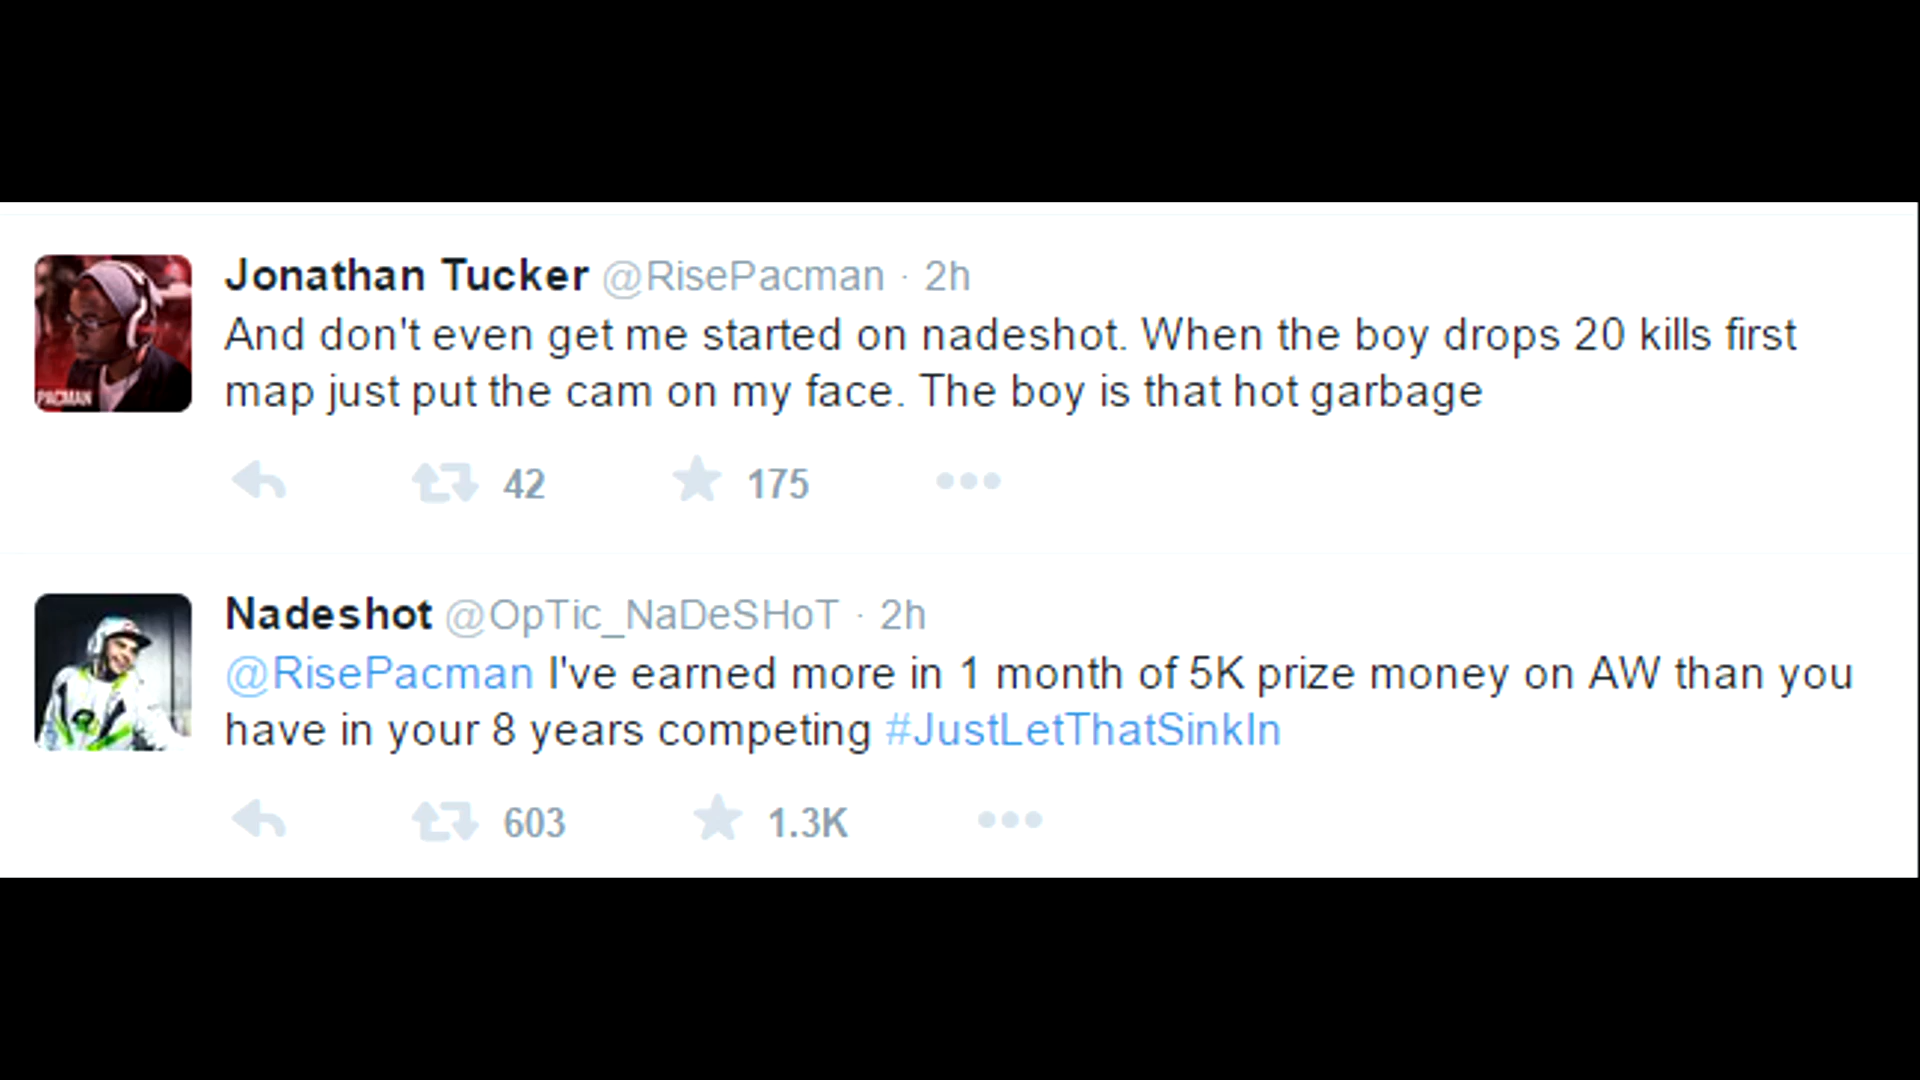 Jonathan Tucker @RisePacman · 2h
And don't even get me started on nadeshot. When the boy drops 20 kills first
map just put the cam on my face. The boy is that hot garbage
PACMAN
42 175
Nadeshot @OpTic_NaDeSHoT · 2h
@RisePacman I've earned more in 1 month of 5K prize money on AW than you
have in your 8 years competing #JustLetThatSinkIn
603 1.3K